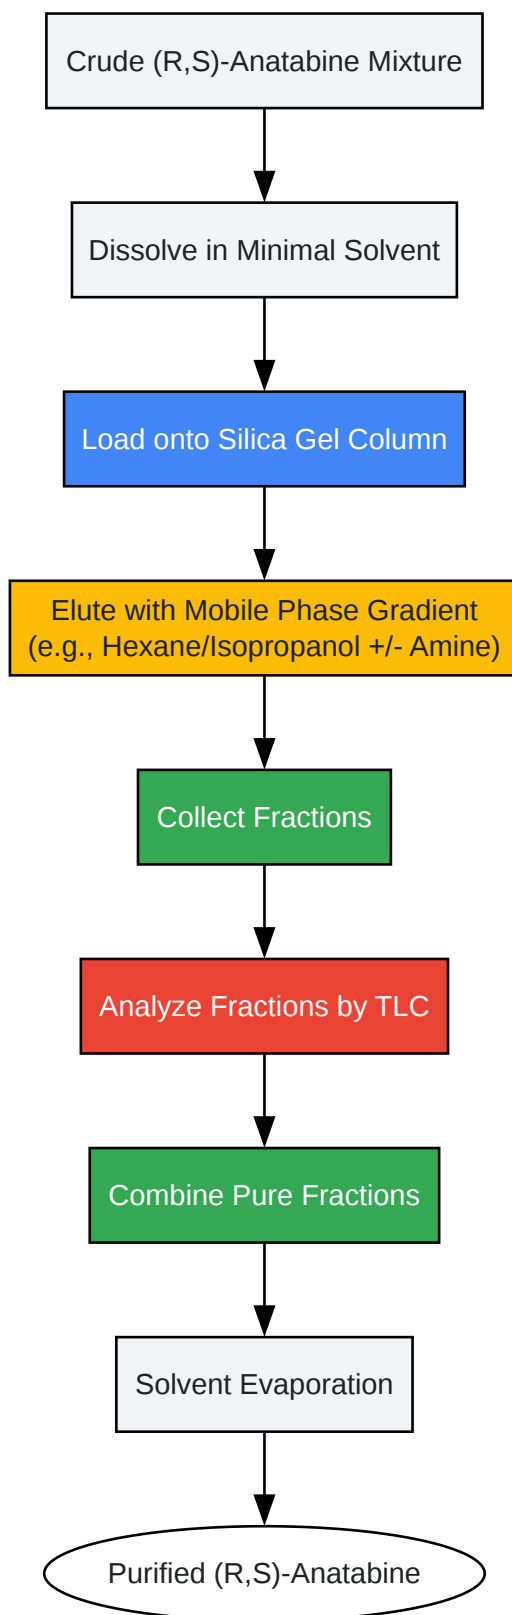 Crude (R,S)-Anatabine Mixture
Dissolve in Minimal Solvent
Load onto Silica Gel Column
Elute with Mobile Phase Gradient
(e.g., Hexane/Isopropanol +/- Amine)
Collect Fractions
Analyze Fractions by TLC
Combine Pure Fractions
Solvent Evaporation
Purified (R,S)-Anatabine